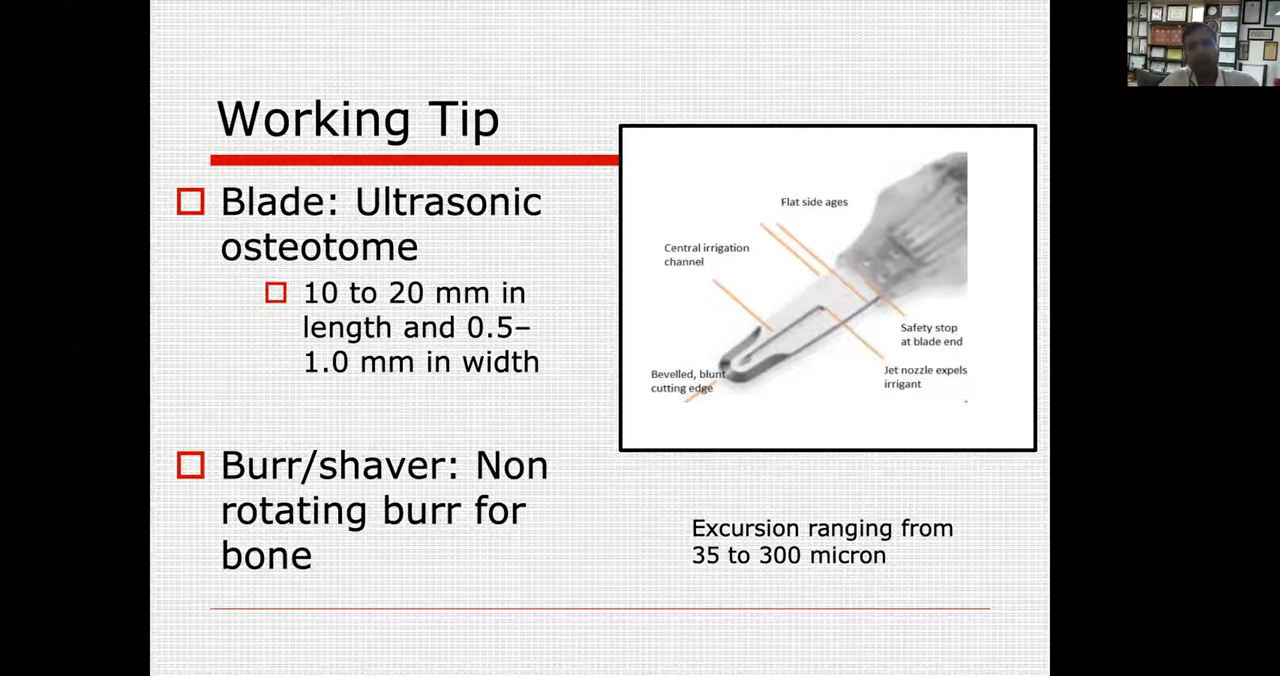 Working Tip
Blade: Ultrasonic
osteotome
10 to 20 mm in
length and 0.5–
1.0 mm in width
Burr/shaver: Non
rotating burr for
bone
Flat side ages
Central irrigation
channel
Safety stop
at blade end
Jet nozzle expels
irrigant
Bevelled, blunt
cutting edge
Excursion ranging from
35 to 300 micron